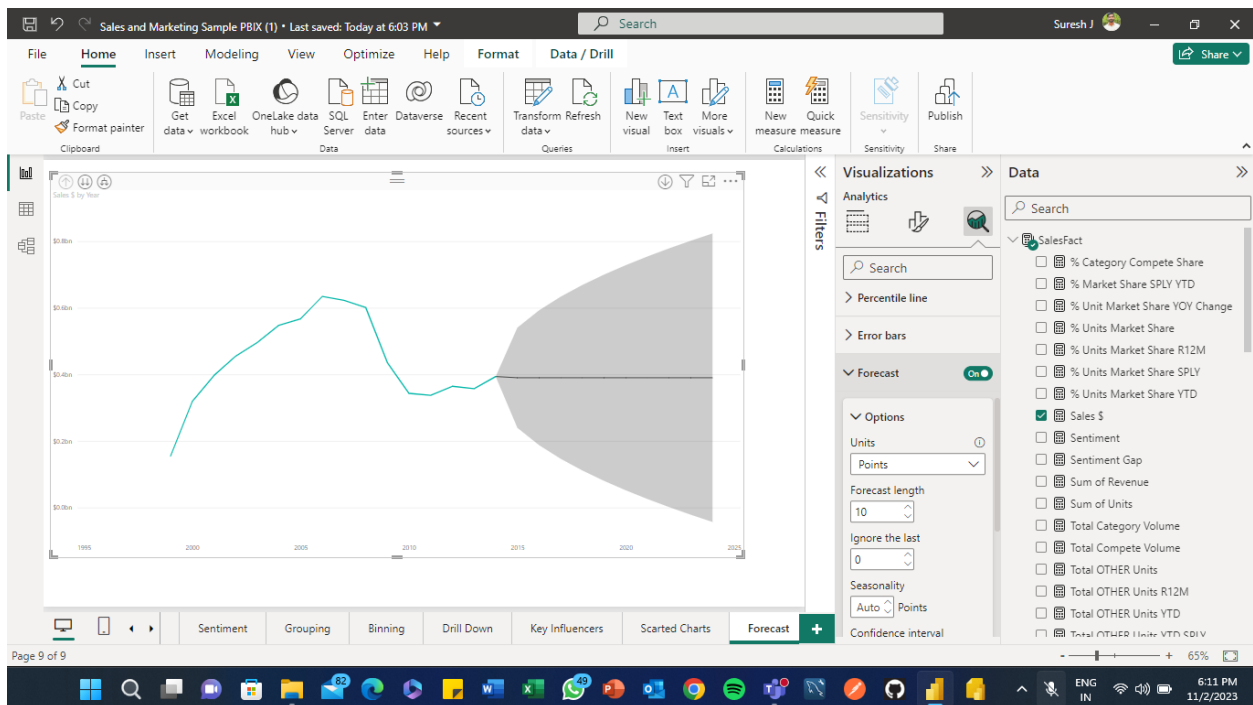 Sales and Marketing Sample PBIX (1) • Last saved: Today at 6:03 PM
Search
Suresh J
File Home Insert Modeling View Optimize Help Format Data / Drill
Share
Paste
Cut
Copy
Format painter
Clipboard
Get data
Excel workbook
OneLake data hub
SQL Server
Enter data
Dataverse
Recent sources
Data
Transform data
Refresh
Queries
New visual
Text box
More visuals
Insert
New measure
Quick measure
Calculations
Sensitivity
Sensitivity
Publish
Share
Sales $ by Year
$0.8bn
$0.6bn
$0.4bn
$0.2bn
$0.0bn
1995 2000 2005 2010 2015 2020 2025
Filters
Visualizations
Analytics
Search
Percentile line
Error bars
Forecast
On
Options
Units
Points
Forecast length
10
Ignore the last
0
Seasonality
Auto Points
Confidence interval
Data
Search
SalesFact
% Category Compete Share
% Market Share SPLY YTD
% Unit Market Share YOY Change
% Units Market Share
% Units Market Share R12M
% Units Market Share SPLY
% Units Market Share YTD
Sales $
Sentiment
Sentiment Gap
Sum of Revenue
Sum of Units
Total Category Volume
Total Compete Volume
Total OTHER Units
Total OTHER Units R12M
Total OTHER Units YTD
Total OTHER Units YTD SPLY
Sentiment Grouping Binning Drill Down Key Influencers Scarted Charts Forecast +
Page 9 of 9
- + 65%
82
49
ENG
IN
6:11 PM
11/2/2023